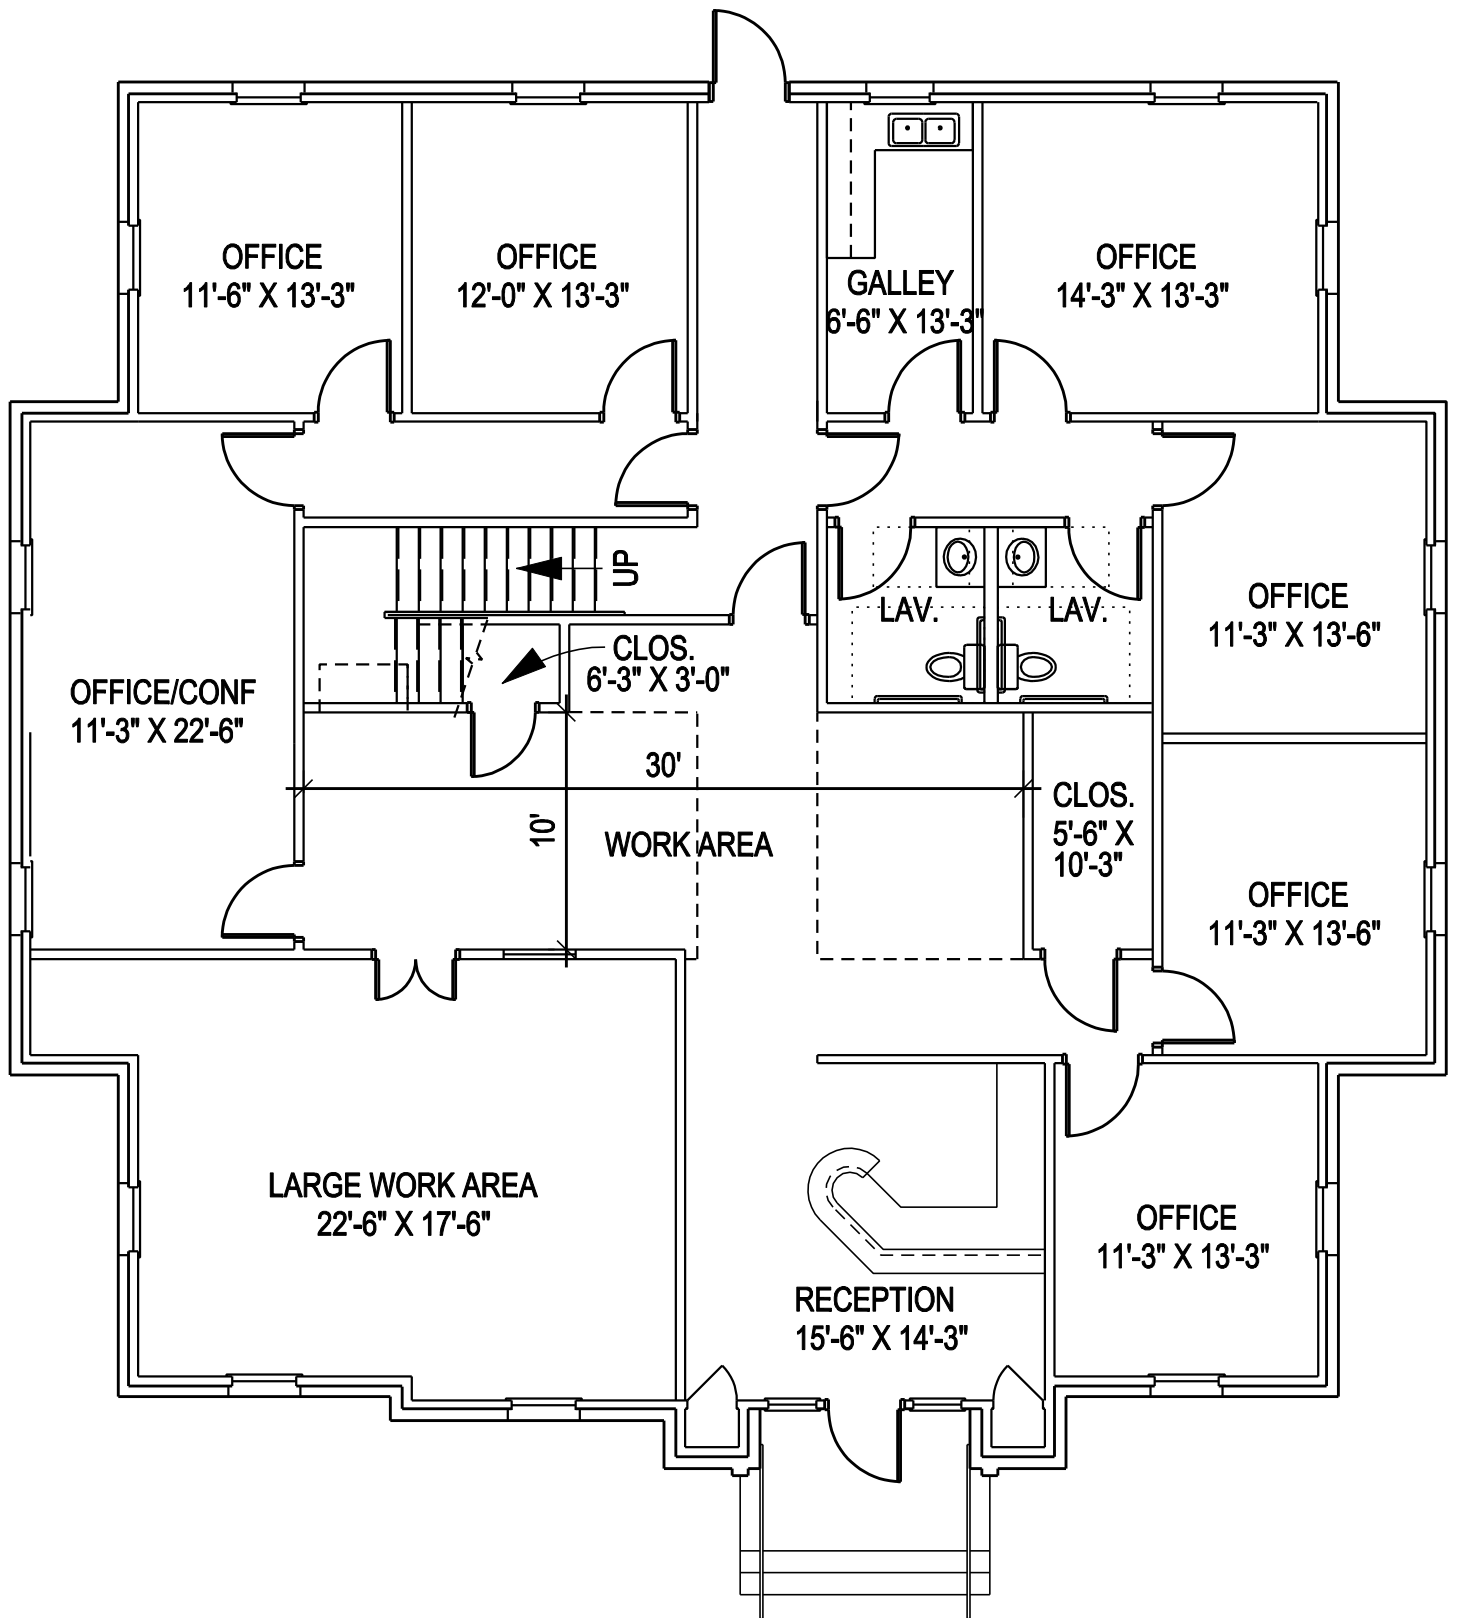 OFFICE
11'-6" X 13'-3"
OFFICE
12'-0" X 13'-3"
GALLEY
6'-6" X 13'-3"
OFFICE
14'-3" X 13'-3"
UP
LAV.
LAV.
OFFICE
11'-3" X 13'-6"
CLOS.
6'-3" X 3'-0"
OFFICE/CONF
11'-3" X 22'-6"
30'
10'
WORK AREA
CLOS.
5'-6" X
10'-3"
OFFICE
11'-3" X 13'-6"
LARGE WORK AREA
22'-6" X 17'-6"
OFFICE
11'-3" X 13'-3"
RECEPTION
15'-6" X 14'-3"